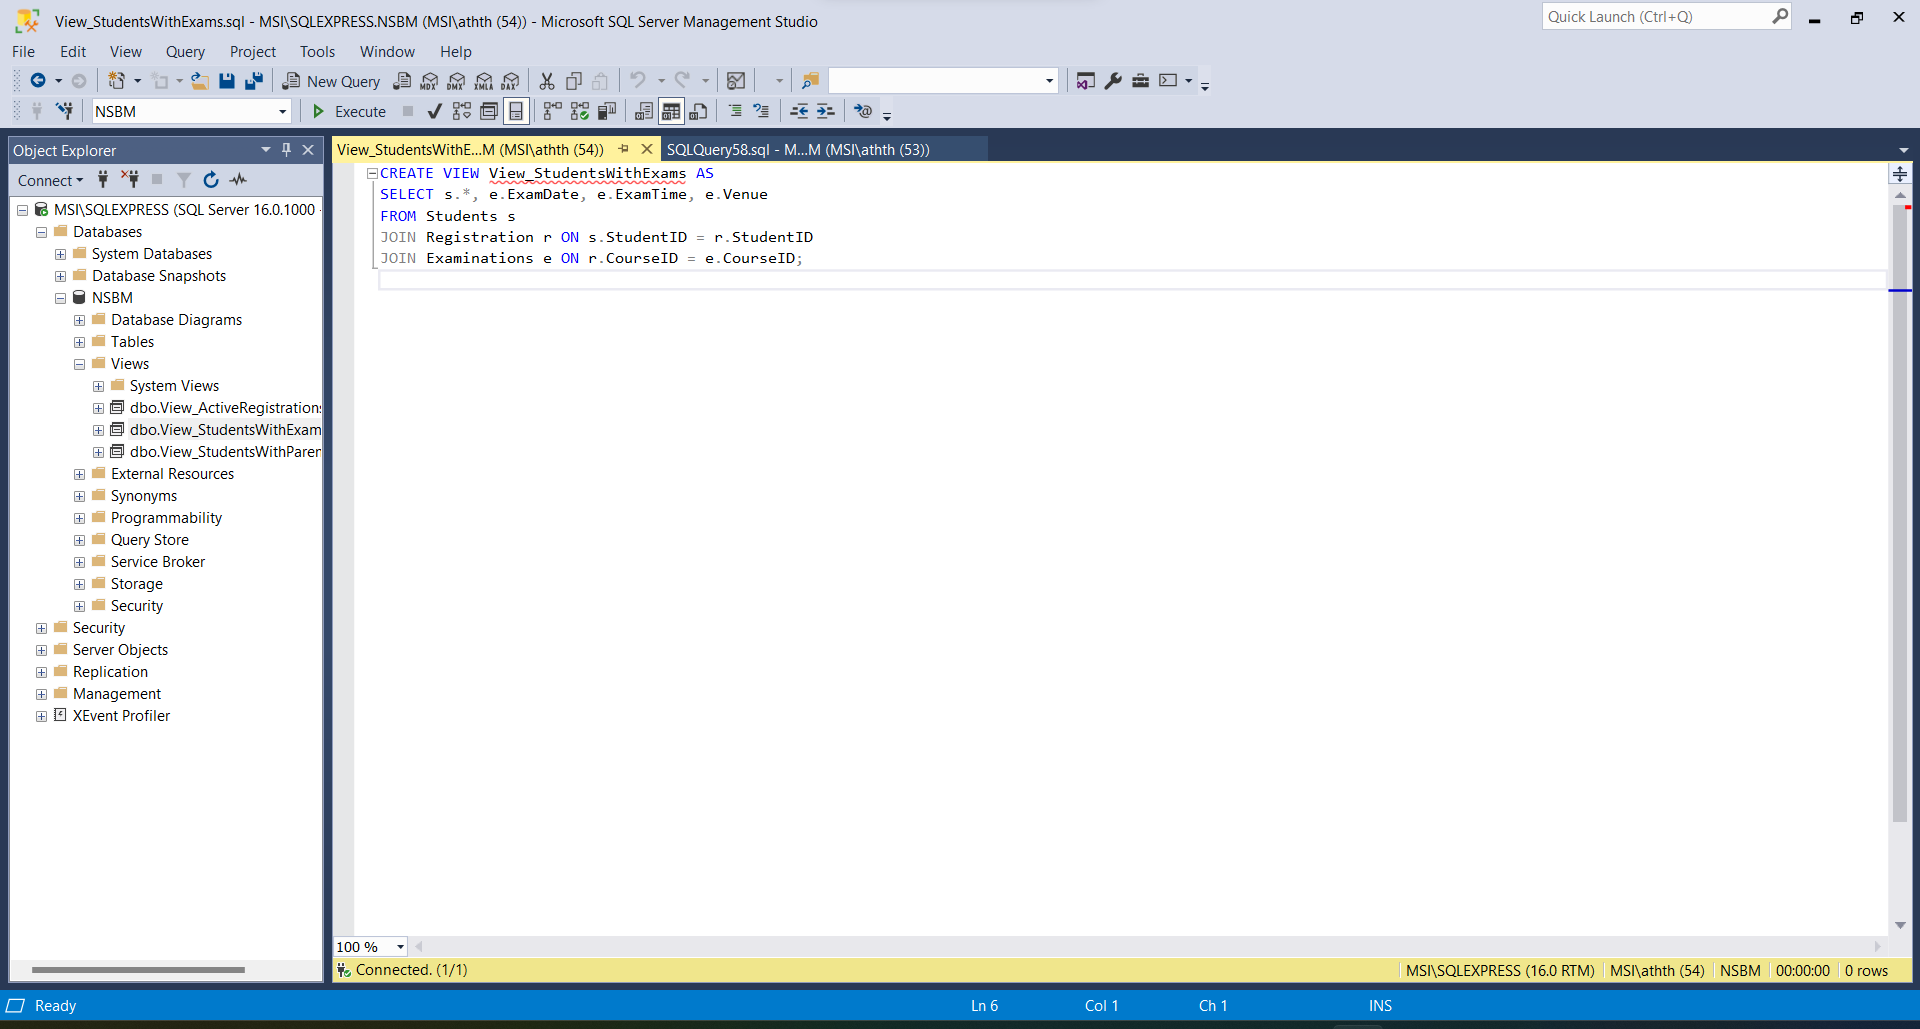 View_StudentsWithExams.sql - MSI\SQLEXPRESS.NSBM (MSI\athth (54)) - Microsoft SQL Server Management Studio
Quick Launch (Ctrl+Q)
File Edit View Query Project Tools Window Help
New Query MDX DMX XMLA DAX
NSBM Execute
Object Explorer
Connect
MSI\SQLEXPRESS (SQL Server 16.0.1000 -
Databases
System Databases
Database Snapshots
NSBM
Database Diagrams
Tables
Views
System Views
dbo.View_ActiveRegistrations
dbo.View_StudentsWithExam
dbo.View_StudentsWithParen
External Resources
Synonyms
Programmability
Query Store
Service Broker
Storage
Security
Security
Server Objects
Replication
Management
XEvent Profiler
View_StudentsWithE...M (MSI\athth (54)) SQLQuery58.sql - M...M (MSI\athth (53))
CREATE VIEW View_StudentsWithExams AS
SELECT s.*, e.ExamDate, e.ExamTime, e.Venue
FROM Students s
JOIN Registration r ON s.StudentID = r.StudentID
JOIN Examinations e ON r.CourseID = e.CourseID;
100 %
Connected. (1/1) MSI\SQLEXPRESS (16.0 RTM) MSI\athth (54) NSBM 00:00:00 0 rows
Ready Ln 6 Col 1 Ch 1 INS